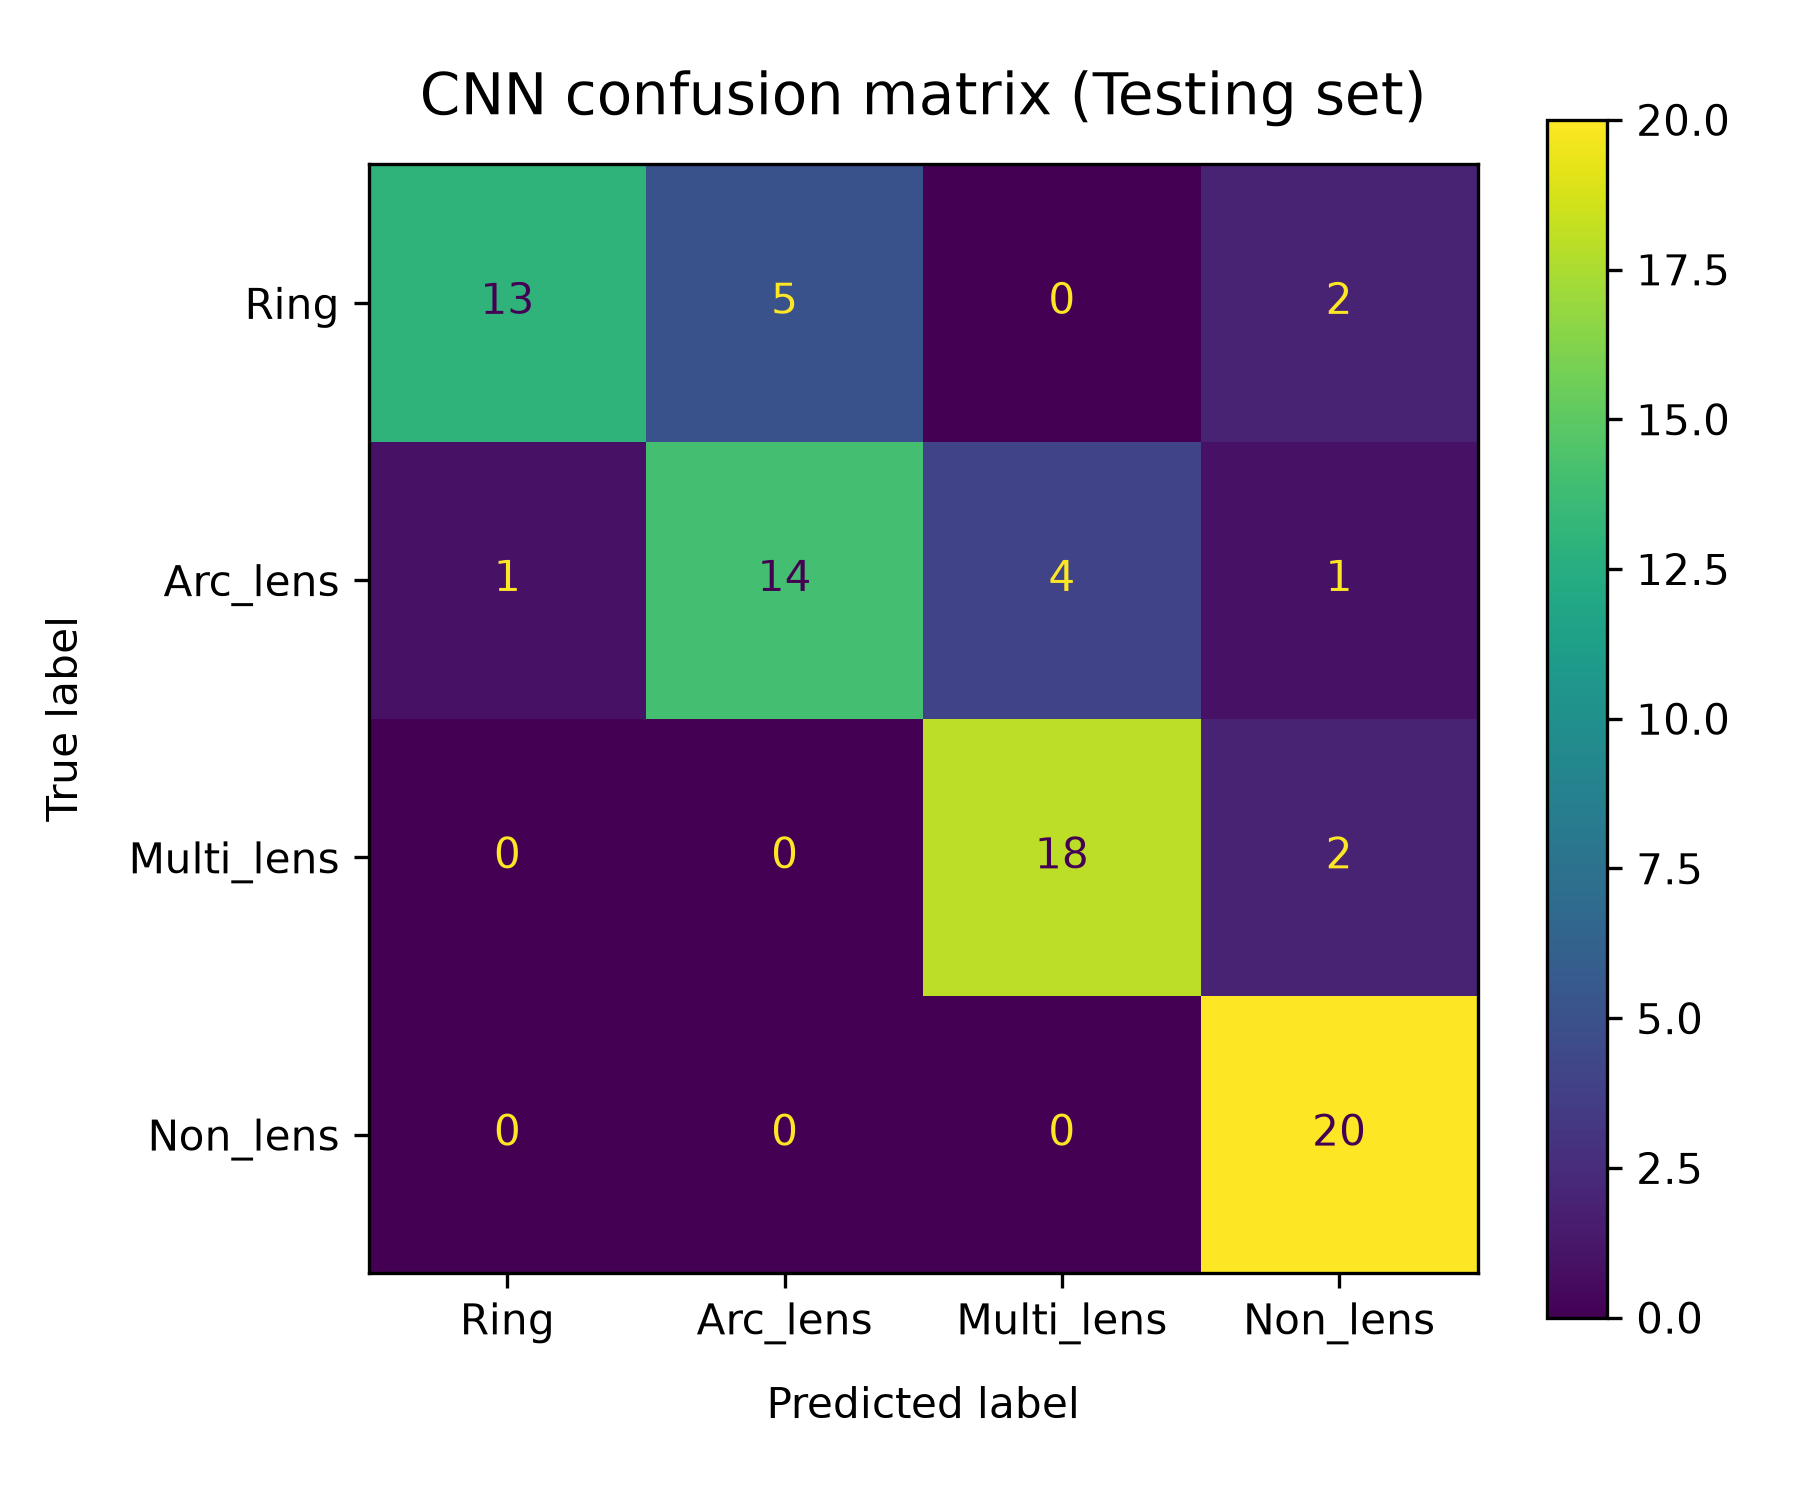 CNN confusion matrix (Testing set)
20.0
17.5
15.0
12.5
10.0
7.5
5.0
2.5
0.0
True label
Ring 13 5 0 2
Arc_lens 1 14 4 1
Multi_lens 0 0 18 2
Non_lens 0 0 0 20
Ring Arc_lens Multi_lens Non_lens
Predicted label